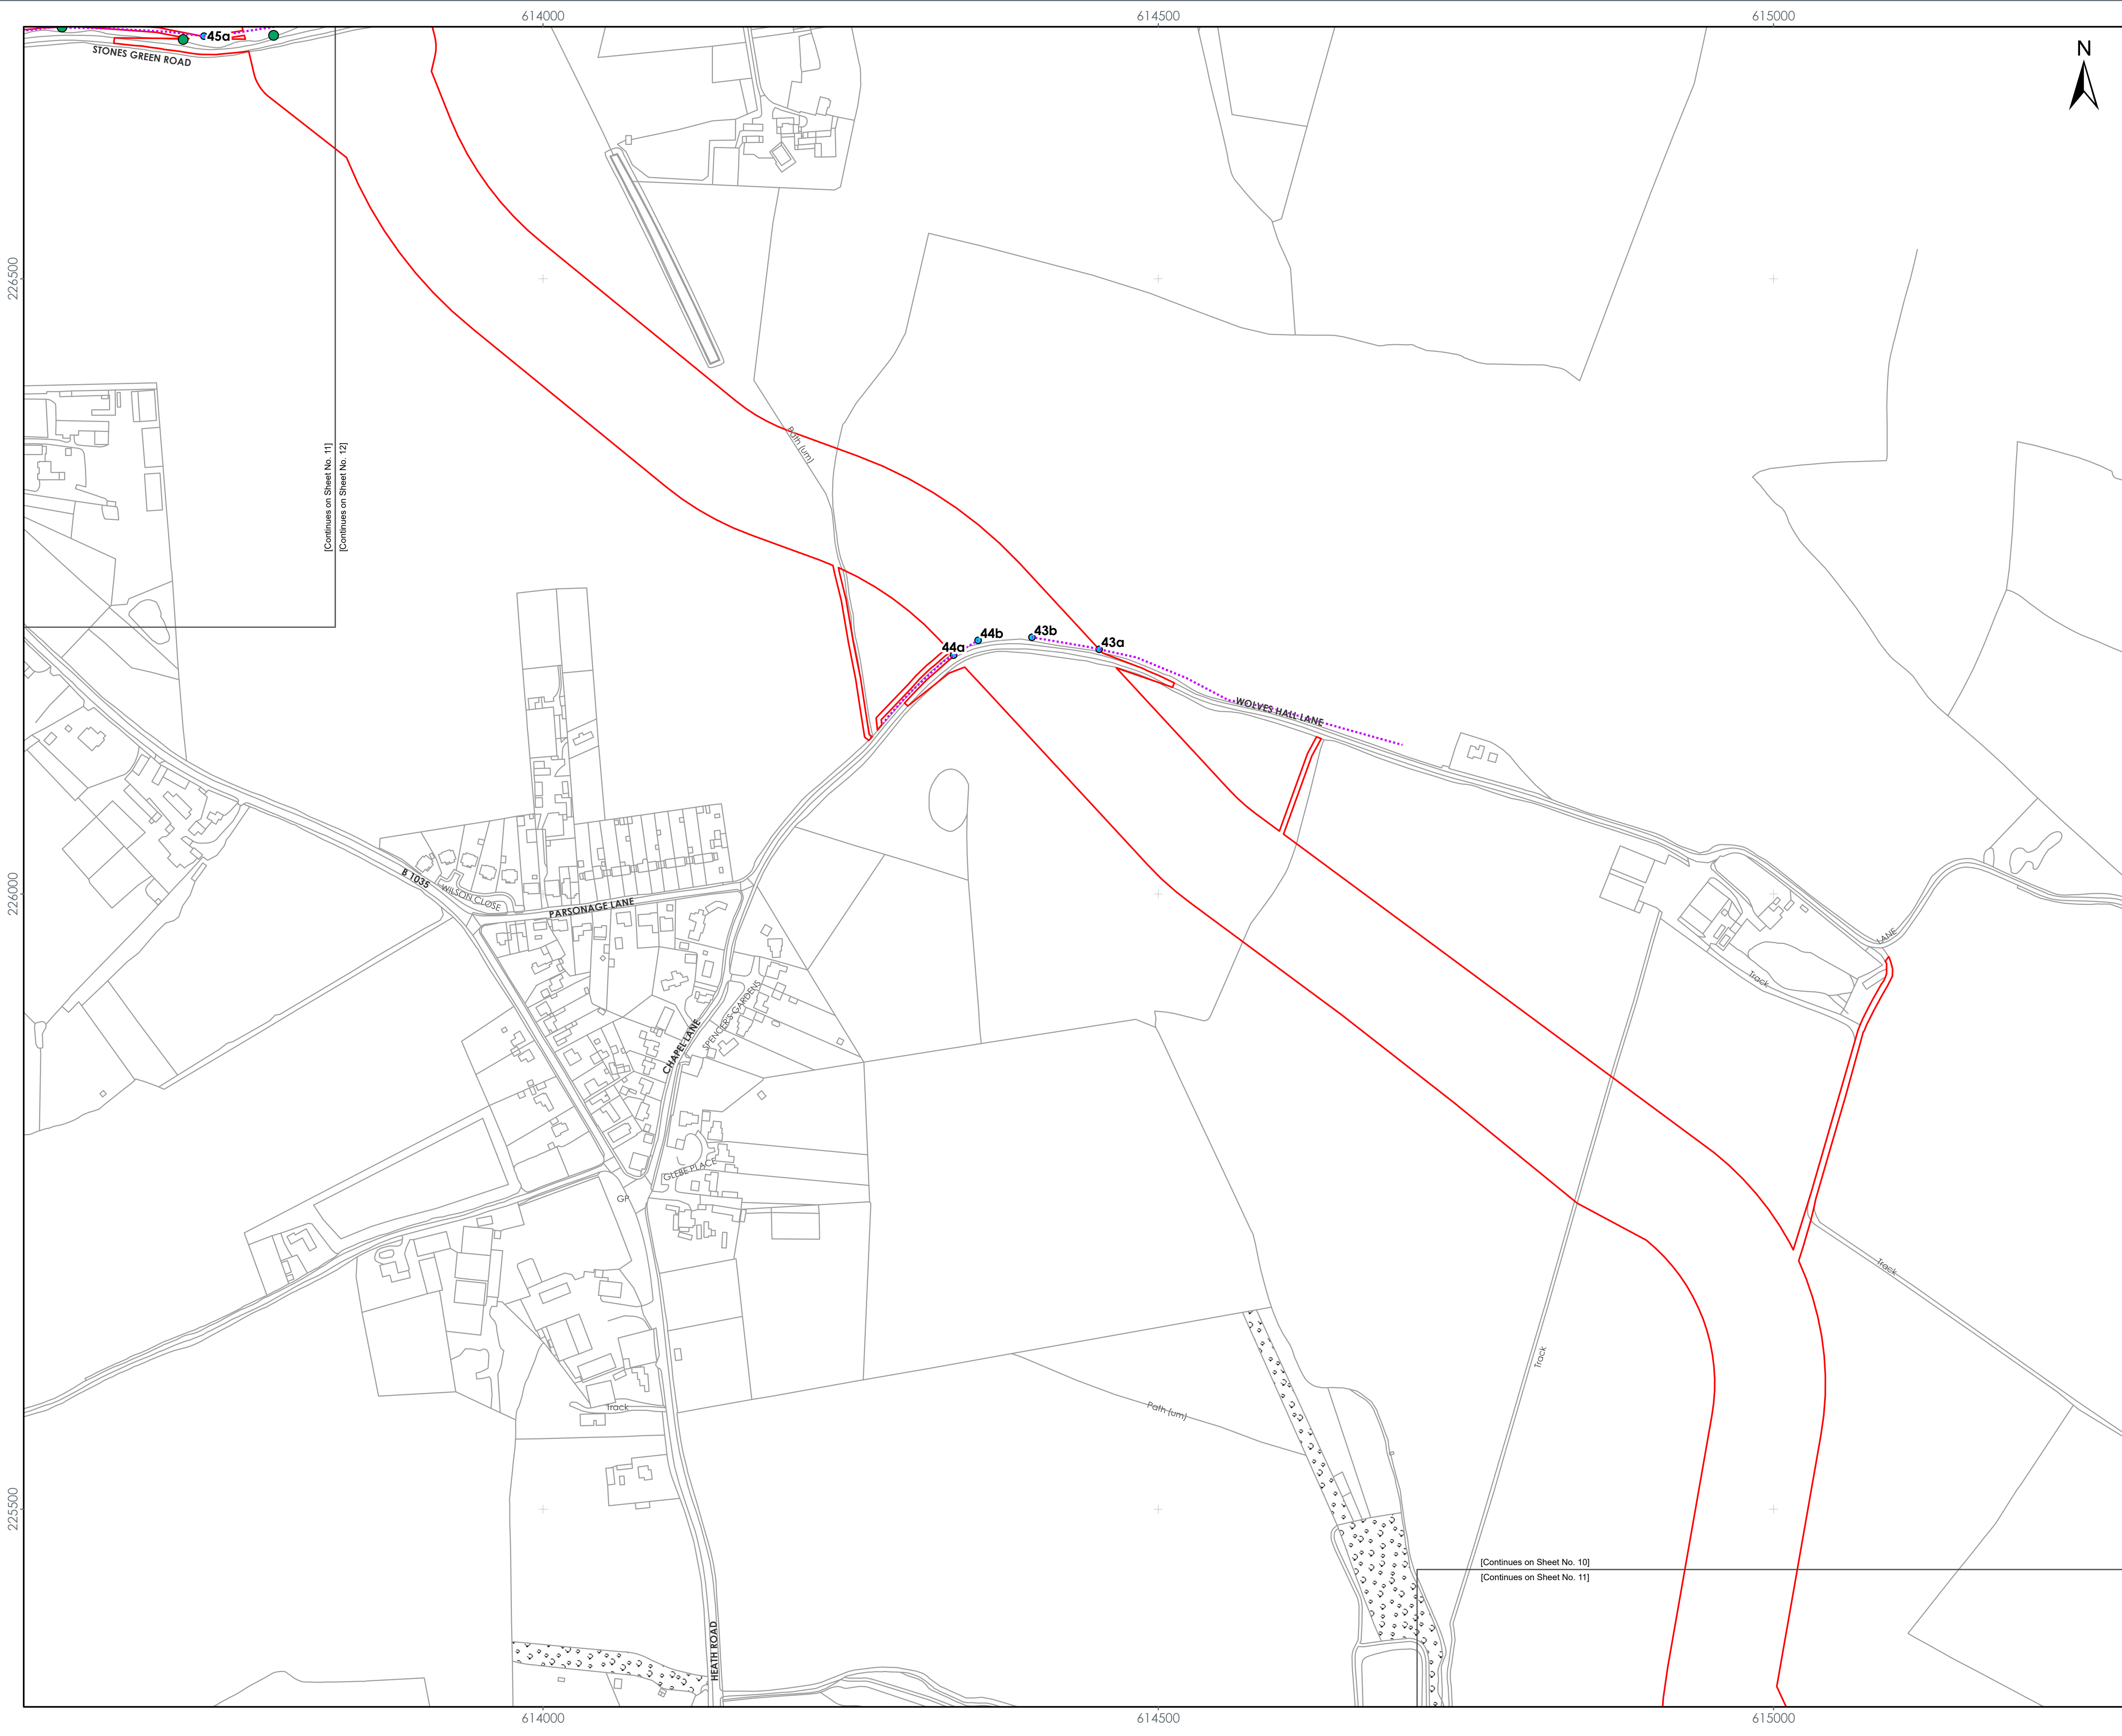 614000
614500
615000
45a
STONES GREEN ROAD
N
226500
[Continues on Sheet No. 11]
[Continues on Sheet No. 12]
Path (um)
44a
44b
43b
43a
WOLVES HALL LANE
226000
B 1035
WILSON CLOSE
PARSONAGE LANE
LANE
Track
CHAPEL LANE
SPENCER'S GARDENS
GLEBE PLACE
GP
Track
Track
Track
Path (um)
225500
[Continues on Sheet No. 10]
[Continues on Sheet No. 11]
HEATH ROAD
614000
614500
615000